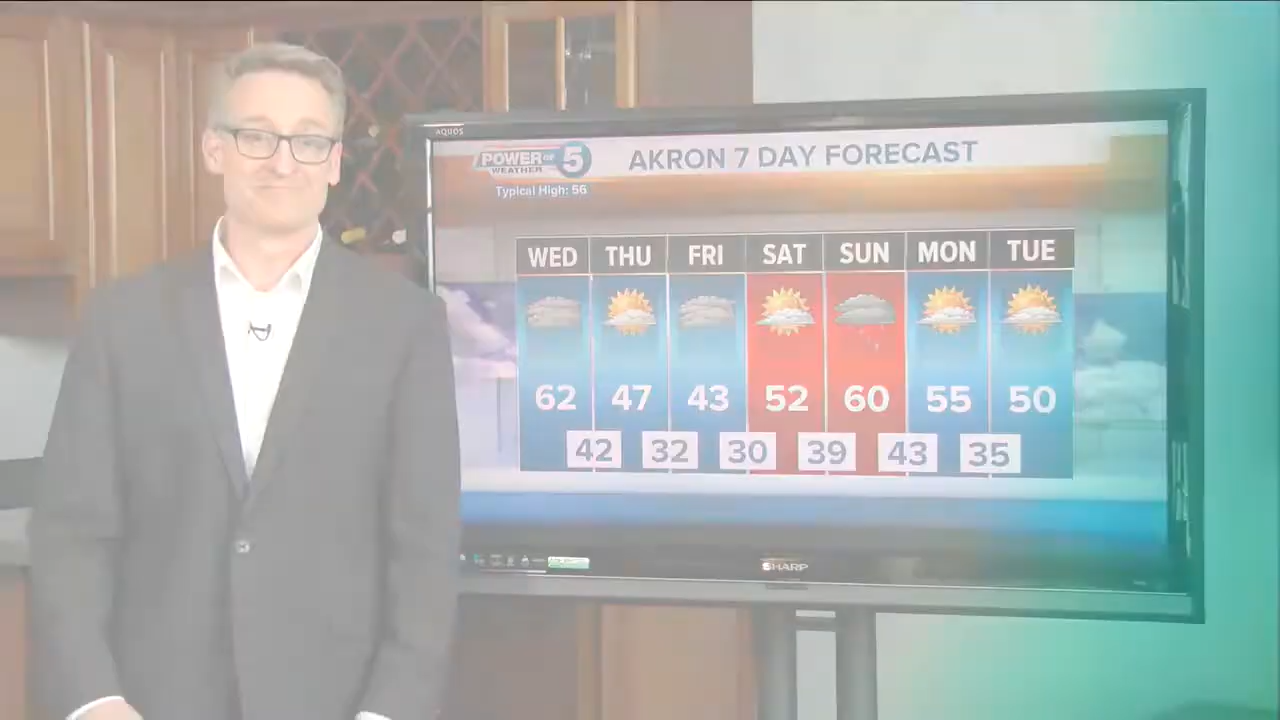 AQUOS
POWER OF 5
WEATHER
AKRON 7 DAY FORECAST
Typical High: 56
WED THU FRI SAT SUN MON TUE
62 47 43 52 60 55 50
42 32 30 39 43 35
SHARP